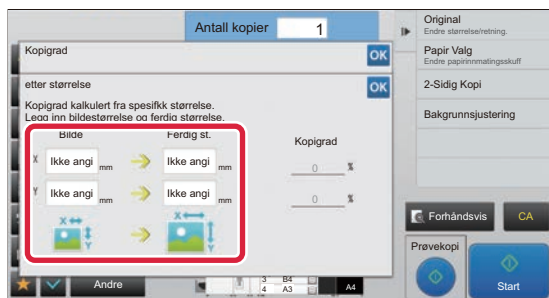 Antall kopier 1
Original
Endre størrelse/retning.
Kopigrad OK
Papir Valg
Endre papirinnmatingsskuff
etter størrelse OK
2-Sidig Kopi
Kopigrad kalkulert fra spesifkk størrelse.
Legg inn bildestørrelse og ferdig størrelse.
Bakgrunnsjustering
Bilde Ferdig st. Kopigrad
X Ikke angi mm Ikke angi mm 0 %
Y Ikke angi mm Ikke angi mm 0 %
X X
Y Y
Forhåndsvis CA
Prøvekopi
Andre
3 B4
4 A3
A4
Start